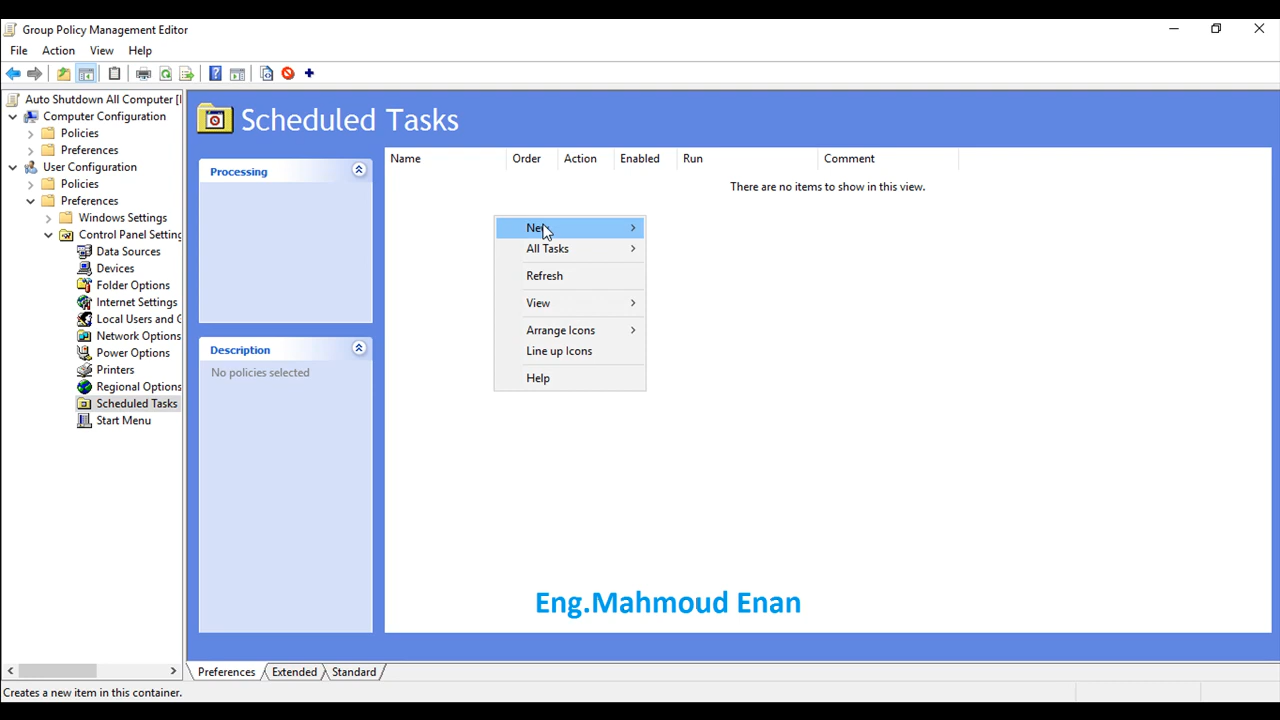 Group Policy Management Editor
File Action View Help
Auto Shutdown All Computer [
Computer Configuration
Policies
Preferences
User Configuration
Policies
Preferences
Windows Settings
Control Panel Setting
Data Sources
Devices
Folder Options
Internet Settings
Local Users and
Network Options
Power Options
Printers
Regional Options
Scheduled Tasks
Start Menu
Scheduled Tasks
Processing
Description
No policies selected
Name Order Action Enabled Run Comment
There are no items to show in this view.
New
All Tasks
Refresh
View
Arrange Icons
Line up Icons
Help
Eng.Mahmoud Enan
Preferences Extended Standard
Creates a new item in this container.